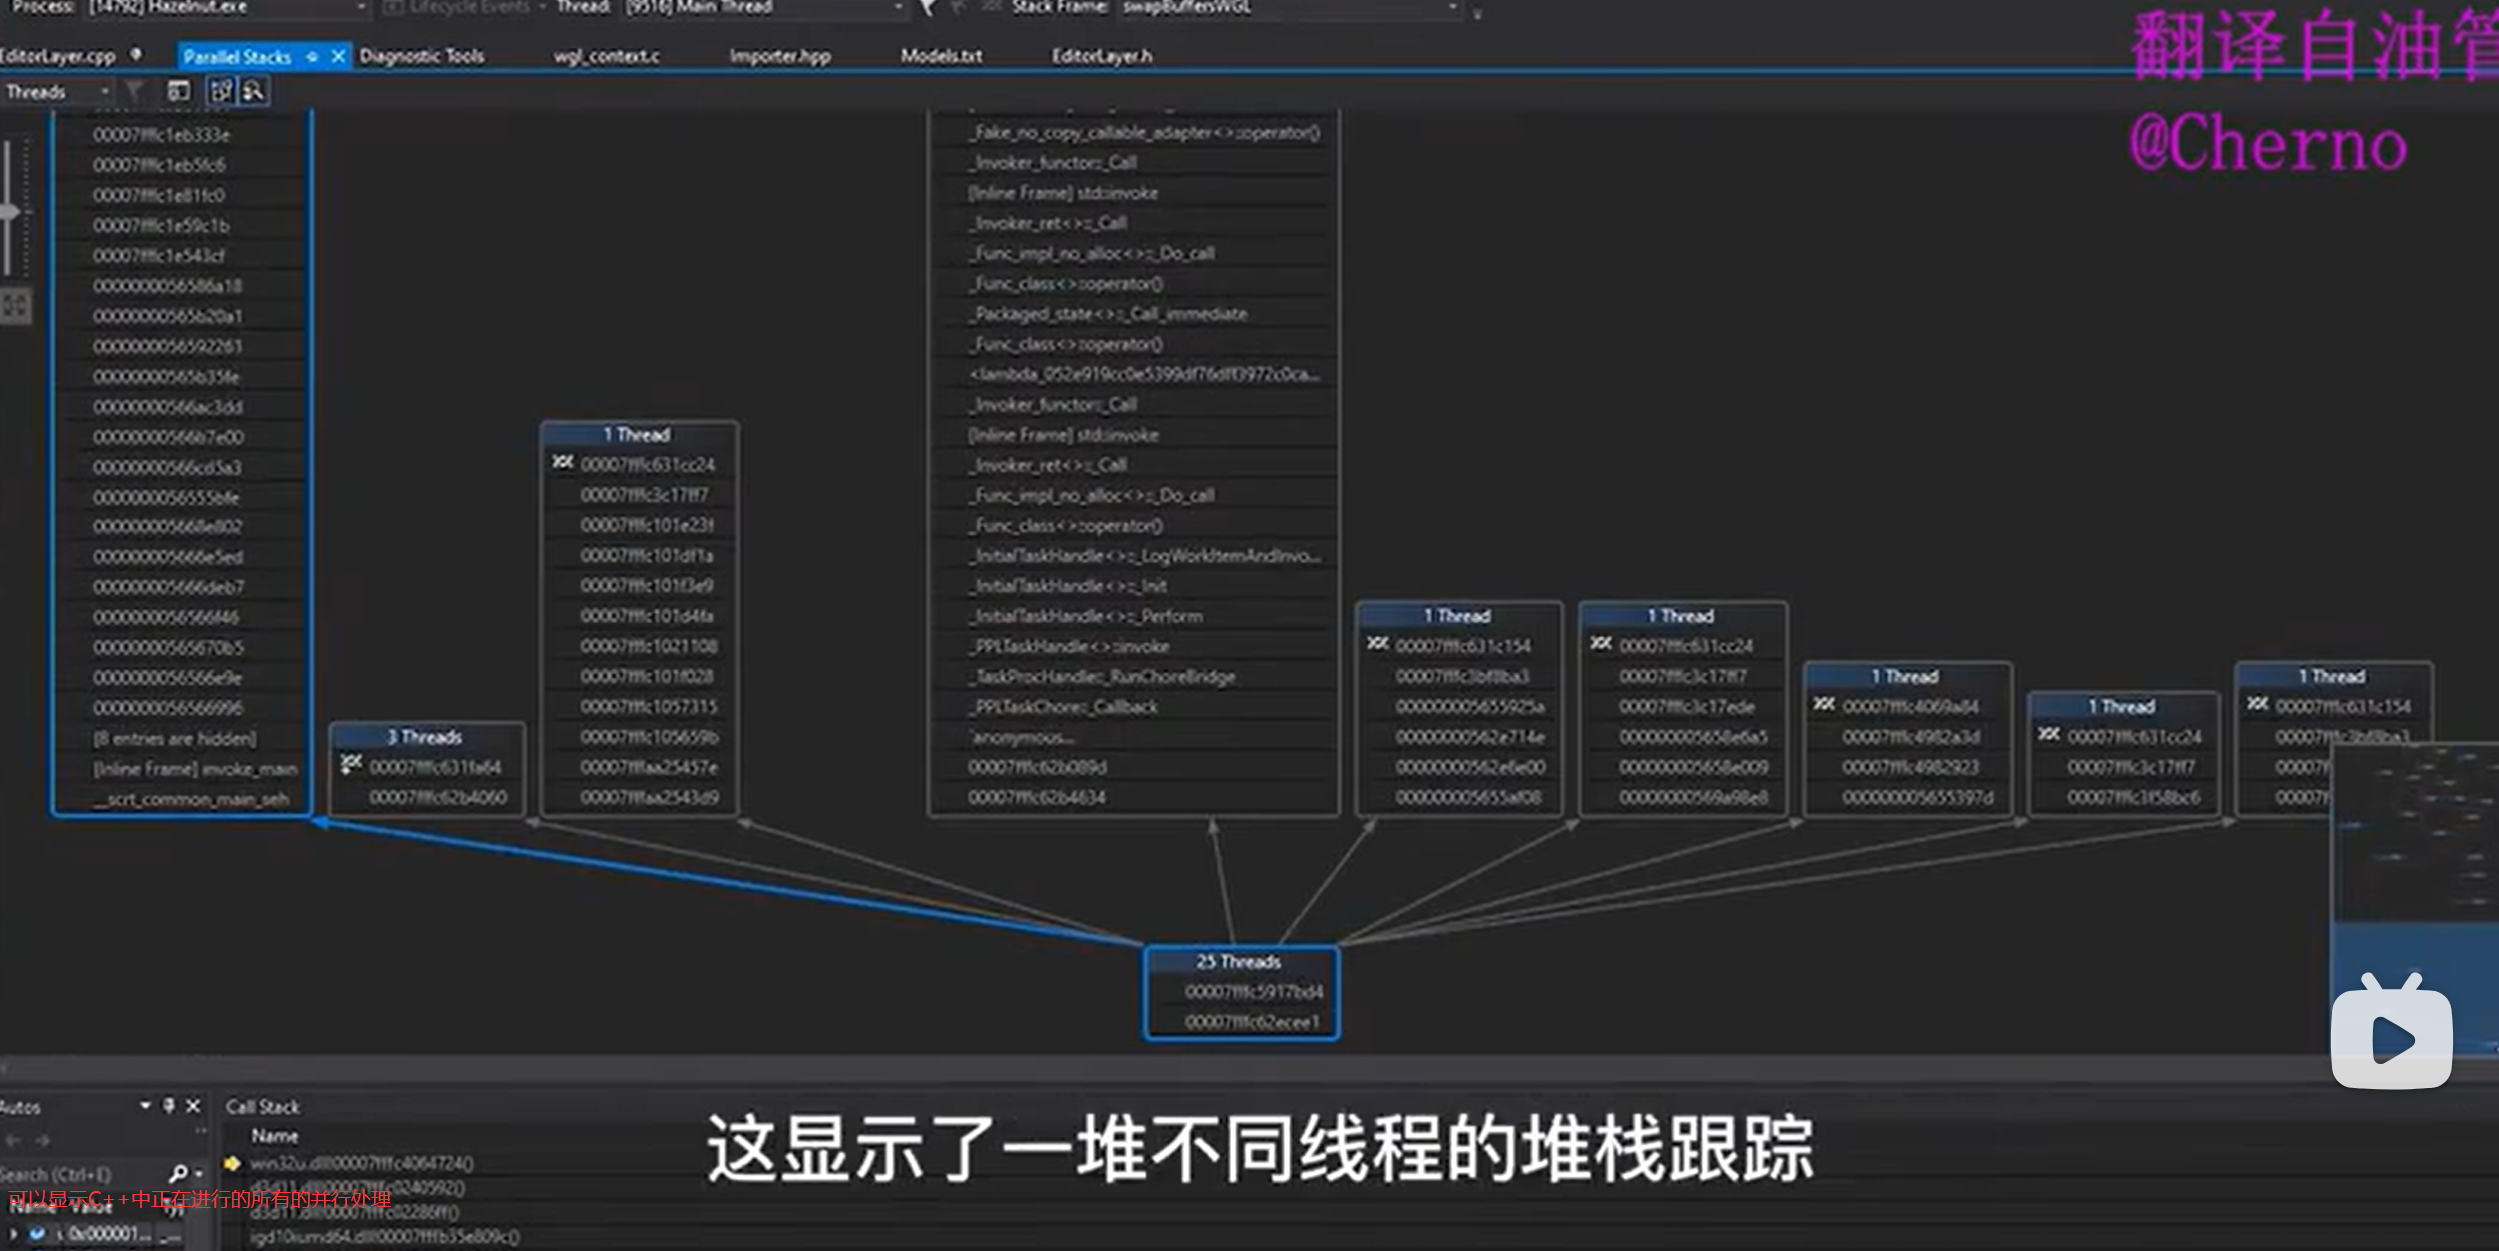 Process: [14792] Hazelnut.exe Lifecycle Events Thread: [9516] Main Thread Stack Frame: swapBuffersWGL
EditorLayer.cpp Parallel Stacks Diagnostic Tools wgl_context.c Importer.hpp Models.txt EditorLayer.h
翻译自油管
@Cherno
Threads
00007fffc1eb333e
00007fffc1eb5fc6
00007fffc1e81fc0
00007fffc1e59c1b
00007fffc1e543cf
0000000056586a18
00000000565b20a1
0000000056592261
00000000565b35fe
00000000566ac3dd
00000000566b7e00
00000000566cd5a3
0000000056555bfe
000000005668e802
000000005666e5ed
000000005666deb7
0000000056566f46
00000000565670b5
0000000056566e9e
0000000056566996
[8 entries are hidden]
[Inline Frame] invoke_main
__scrt_common_main_seh
3 Threads
00007fffc631fa64
00007fffc62b4060
1 Thread
00007fffc631cc24
00007fffc3c17ff7
00007fffc101e23f
00007fffc101df1a
00007fffc101f3e9
00007fffc101d4fa
00007fffc1021108
00007fffc101f028
00007fffc1057315
00007fffc105659b
00007fffaa25457e
00007fffaa2543d9
_Fake_no_copy_callable_adapter<>::operator()
_Invoker_functor::_Call
[Inline Frame] std::invoke
_Invoker_ret<>::_Call
_Func_impl_no_alloc<>::_Do_call
_Func_class<>::operator()
_Packaged_state<>::_Call_immediate
_Func_class<>::operator()
<lambda_052e919cc0e5399df76dff3972c0ca...
_Invoker_functor::_Call
[Inline Frame] std::invoke
_Invoker_ret<>::_Call
_Func_impl_no_alloc<>::_Do_call
_Func_class<>::operator()
_InitialTaskHandle<>::_LogWorkItemAndInvo...
_InitialTaskHandle<>::_Init
_InitialTaskHandle<>::_Perform
_PPLTaskHandle<>::invoke
_TaskProcHandle::_RunChoreBridge
_PPLTaskChore::_Callback
`anonymous...
00007fffc62b089d
00007fffc62b4634
1 Thread
00007fffc631c154
00007fffc3bf8ba3
000000005655925a
00000000562e714e
00000000562e6e00
000000005655af08
1 Thread
00007fffc631cc24
00007fffc3c17ff7
00007fffc3c17ede
000000005658e6a5
000000005658e009
00000000569a98e8
1 Thread
00007fffc4069a84
00007fffc4982a3d
00007fffc4982923
000000005655397d
1 Thread
00007fffc631cc24
00007fffc3c17ff7
00007fffc3f58bc6
1 Thread
00007fffc631c154
00007fffc3bf8ba3
25 Threads
00007fffc5917bd4
00007fffc62ecee1
Autos
Search (Ctrl+E)
可以显示C++中正在进行的所有的并行处理
Name Value
0x000001...
Call Stack
Name
win32u.dll!00007fffc4064724()
d3d11.dll!00007fffc0240592()
d3d11.dll!00007fffc02286ff()
igd10iumd64.dll!00007fffb35e809c()
这显示了一堆不同线程的堆栈跟踪